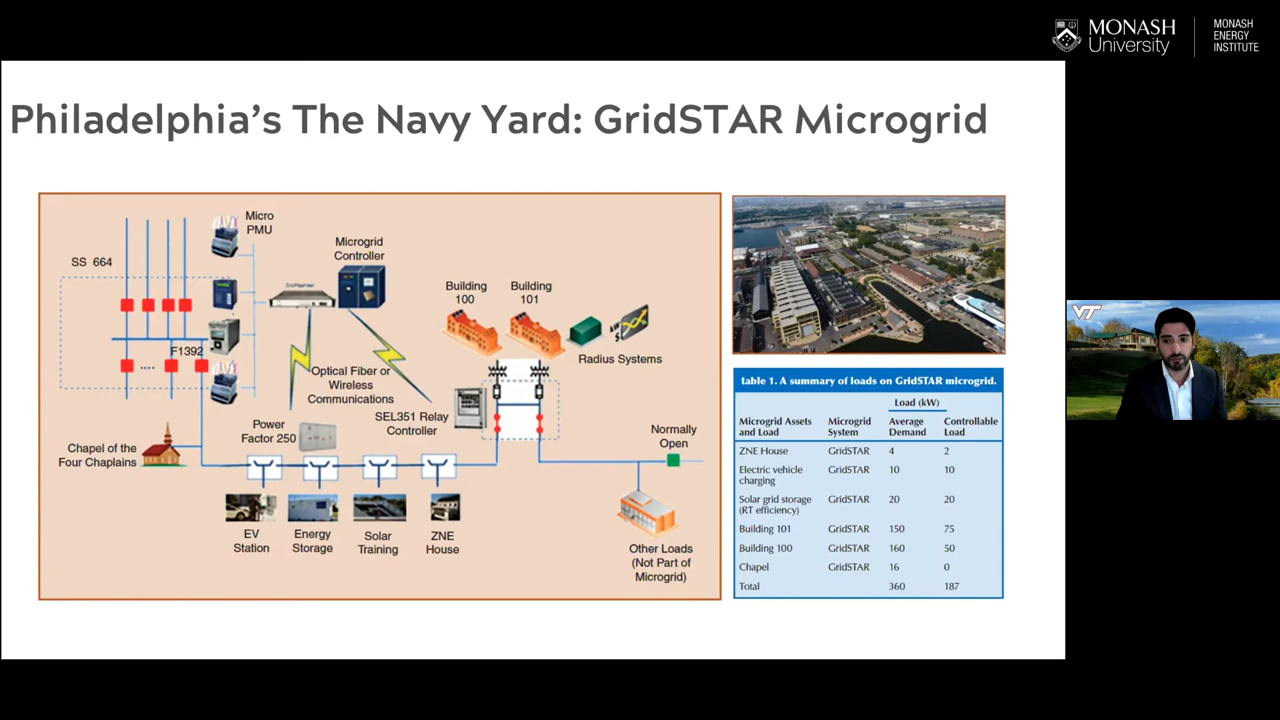 MONASH
University
MONASH
ENERGY
INSTITUTE
Philadelphia's The Navy Yard: GridSTAR Microgrid
Micro
PMU
SS 664
Microgrid
Controller
F1392
Optical Fiber or
Wireless
Communications
Building
100
Building
101
Radius Systems
SEL351 Relay
Controller
Power
Factor 250
Chapel of the
Four Chaplains
Normally
Open
EV
Station
Energy
Storage
Solar
Training
ZNE
House
Other Loads
(Not Part of
Microgrid)
table 1. A summary of loads on GridSTAR microgrid.
Load (kW)
Microgrid Assets and Load Microgrid System Average Demand Controllable Load
ZNE House GridSTAR 4 2
Electric vehicle charging GridSTAR 10 10
Solar grid storage (RT efficiency) GridSTAR 20 20
Building 101 GridSTAR 150 75
Building 100 GridSTAR 160 50
Chapel GridSTAR 16 0
Total 360 187
VT